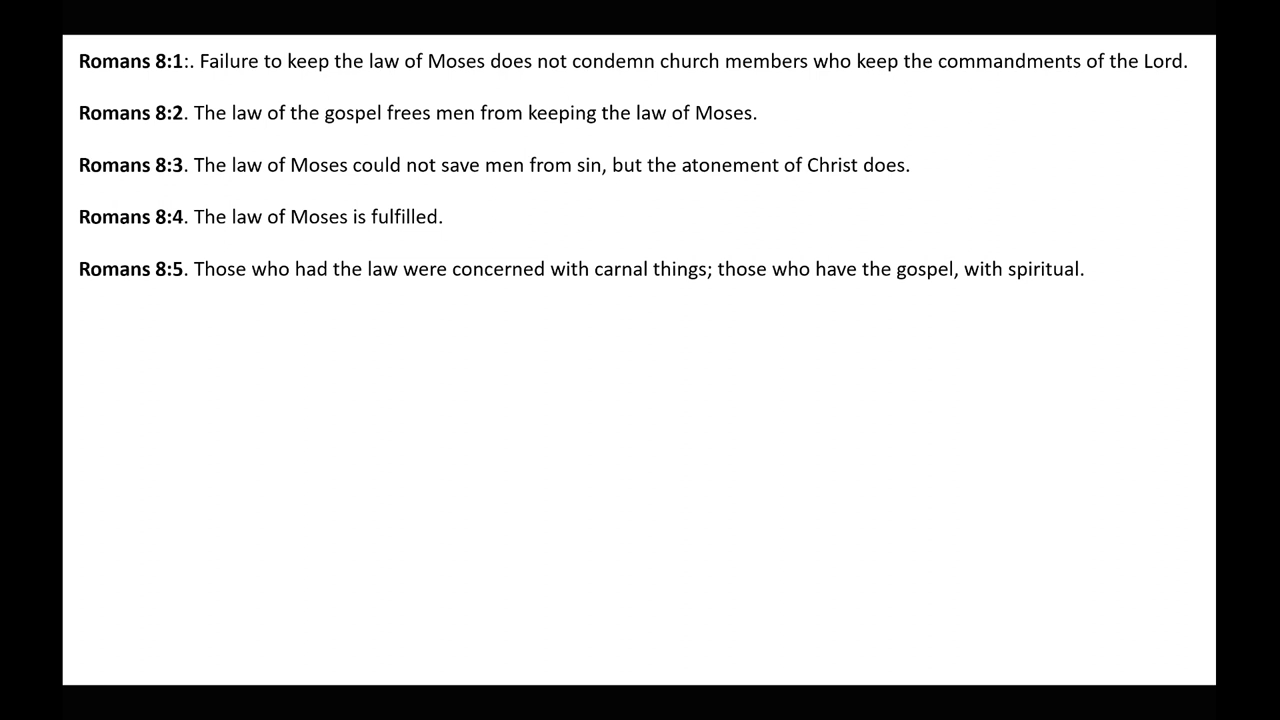 Romans 8:1:. Failure to keep the law of Moses does not condemn church members who keep the commandments of the Lord.
Romans 8:2. The law of the gospel frees men from keeping the law of Moses.
Romans 8:3. The law of Moses could not save men from sin, but the atonement of Christ does.
Romans 8:4. The law of Moses is fulfilled.
Romans 8:5. Those who had the law were concerned with carnal things; those who have the gospel, with spiritual.